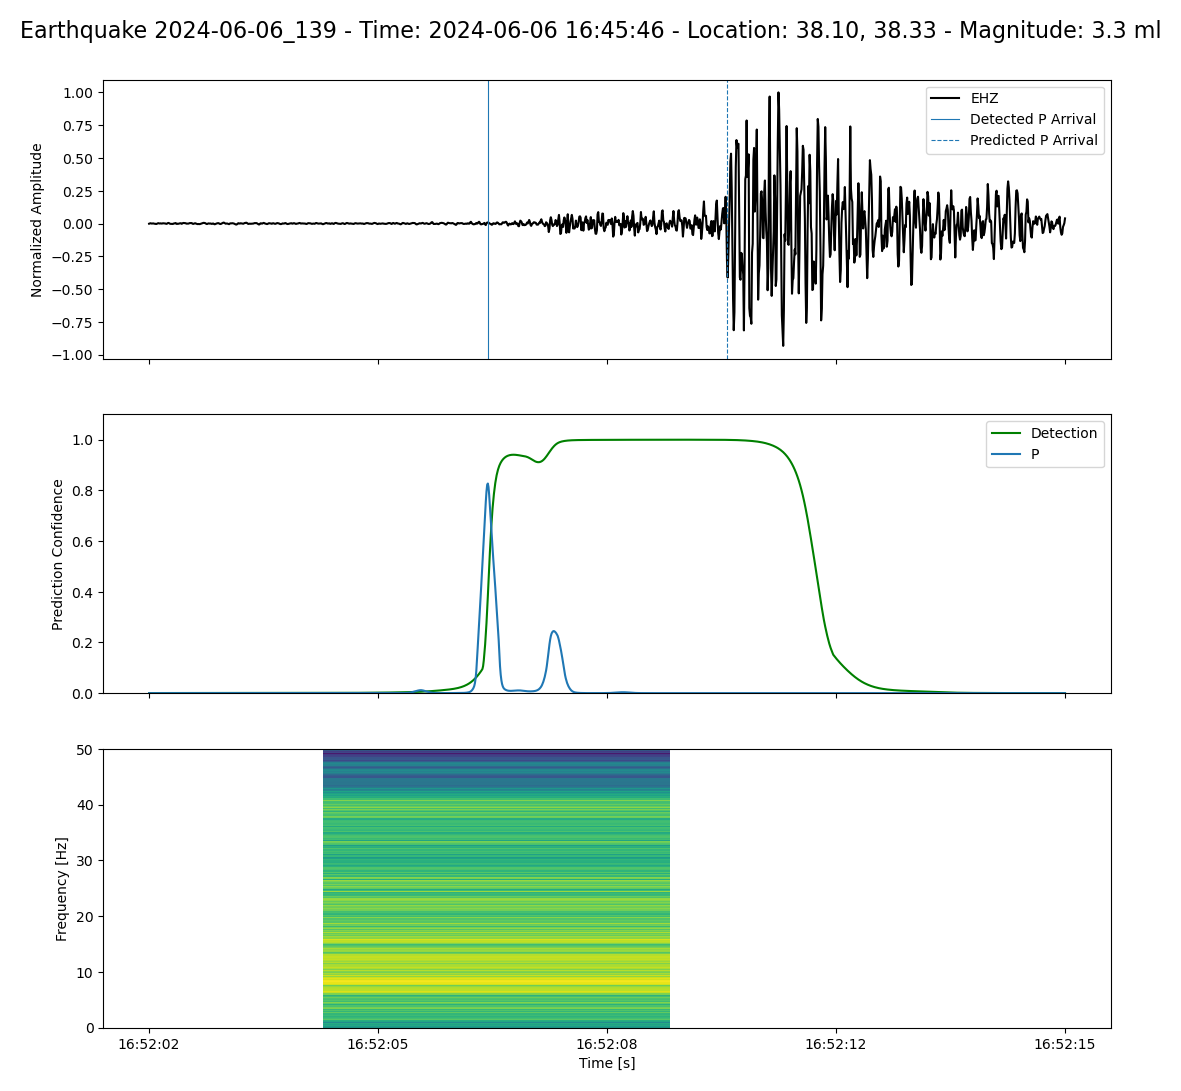 Earthquake 2024-06-06_139 - Time: 2024-06-06 16:45:46 - Location: 38.10, 38.33 - Magnitude: 3.3 ml
Normalized Amplitude
1.00
0.75
0.50
0.25
0.00
−0.25
−0.50
−0.75
−1.00
EHZ
Detected P Arrival
Predicted P Arrival
Prediction Confidence
1.0
0.8
0.6
0.4
0.2
0.0
Detection
P
Frequency [Hz]
50
40
30
20
10
0
16:52:02 16:52:05 16:52:08 16:52:12 16:52:15
Time [s]